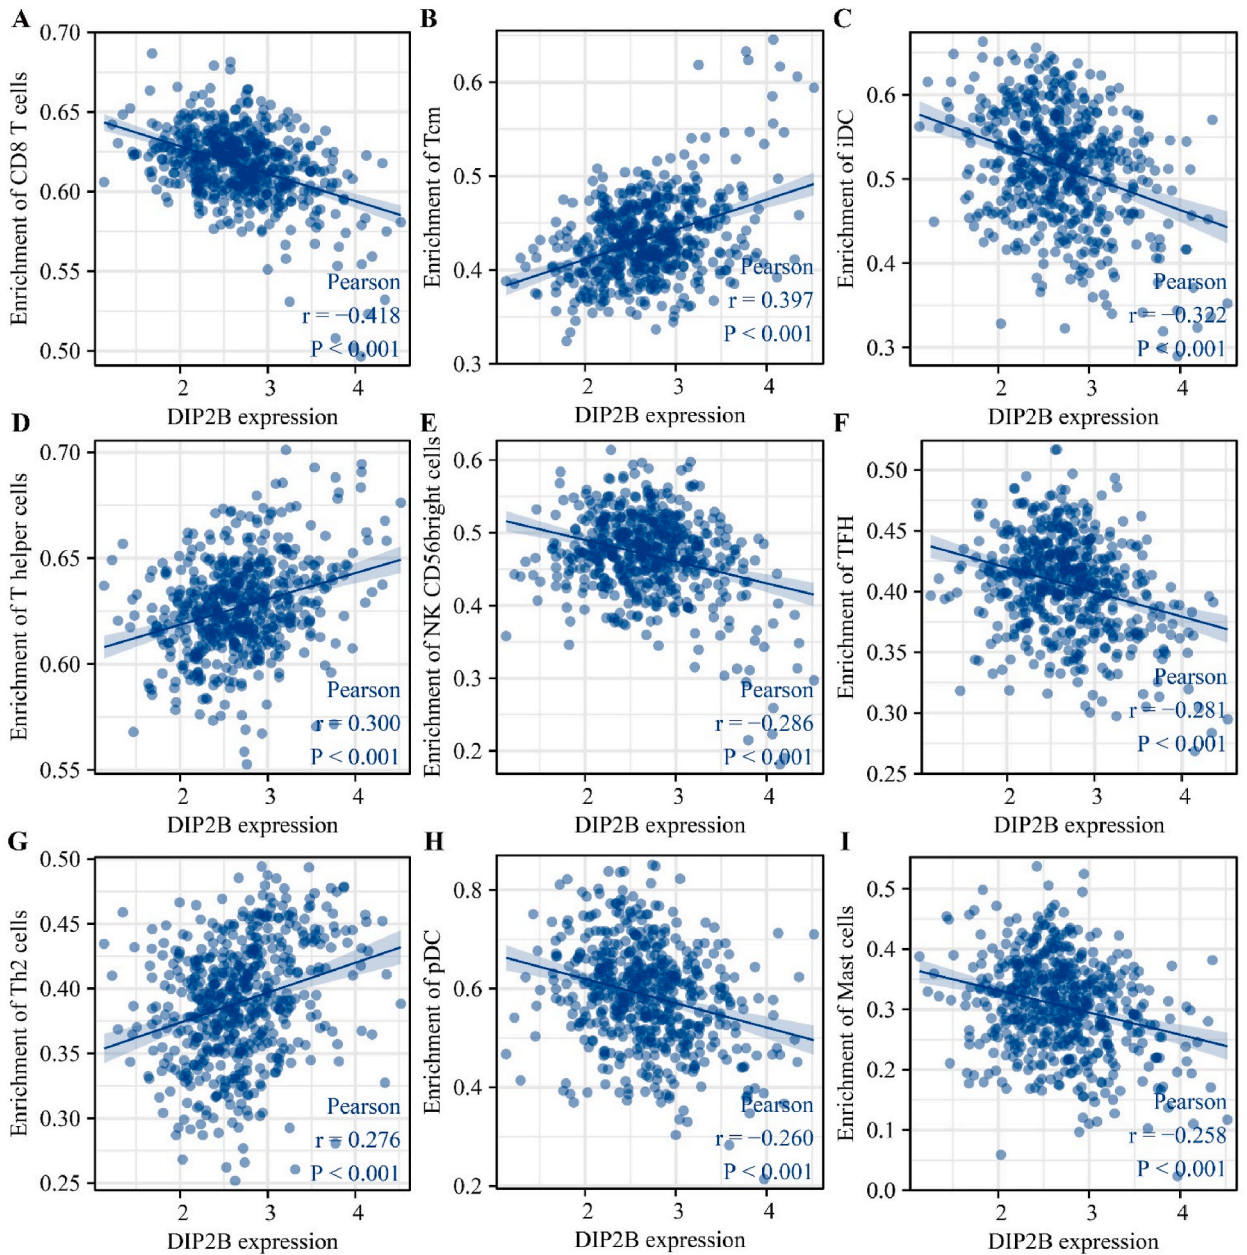 A
Enrichment of CD8 T cells
0.70
0.65
0.60
0.55
0.50
Pearson
r = −0.418
P < 0.001
2 3 4
DIP2B expression
B
Enrichment of Tcm
0.6
0.5
0.4
0.3
Pearson
r = 0.397
P < 0.001
2 3 4
DIP2B expression
C
Enrichment of iDC
0.6
0.5
0.4
0.3
Pearson
r = −0.322
P < 0.001
2 3 4
DIP2B expression
D
Enrichment of T helper cells
0.70
0.65
0.60
0.55
Pearson
r = 0.300
P < 0.001
2 3 4
DIP2B expression
E
Enrichment of NK CD56bright cells
0.6
0.5
0.4
0.3
0.2
Pearson
r = −0.286
P < 0.001
2 3 4
DIP2B expression
F
Enrichment of TFH
0.50
0.45
0.40
0.35
0.30
0.25
Pearson
r = −0.281
P < 0.001
2 3 4
DIP2B expression
G
Enrichment of Th2 cells
0.50
0.45
0.40
0.35
0.30
0.25
Pearson
r = 0.276
P < 0.001
2 3 4
DIP2B expression
H
Enrichment of pDC
0.8
0.6
0.4
0.2
Pearson
r = −0.260
P < 0.001
2 3 4
DIP2B expression
I
Enrichment of Mast cells
0.5
0.4
0.3
0.2
0.1
0.0
Pearson
r = −0.258
P < 0.001
2 3 4
DIP2B expression